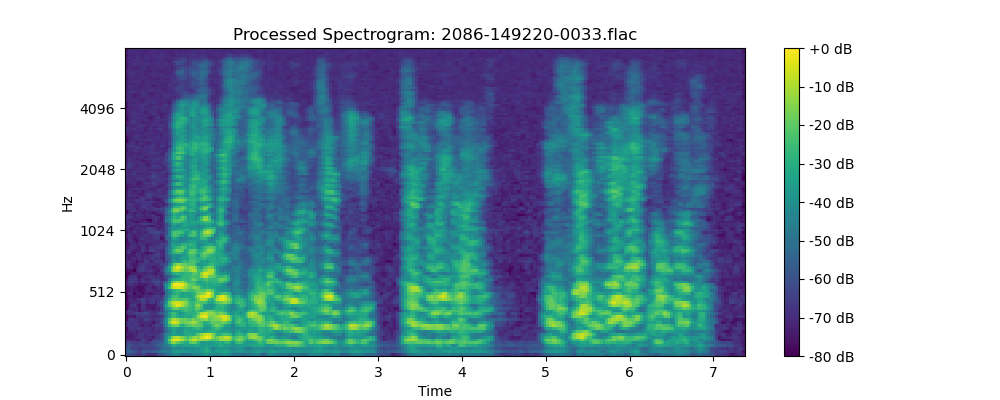 Processed Spectrogram: 2086-149220-0033.flac
Hz
4096
2048
1024
512
0
0 1 2 3 4 5 6 7
Time
+0 dB
-10 dB
-20 dB
-30 dB
-40 dB
-50 dB
-60 dB
-70 dB
-80 dB